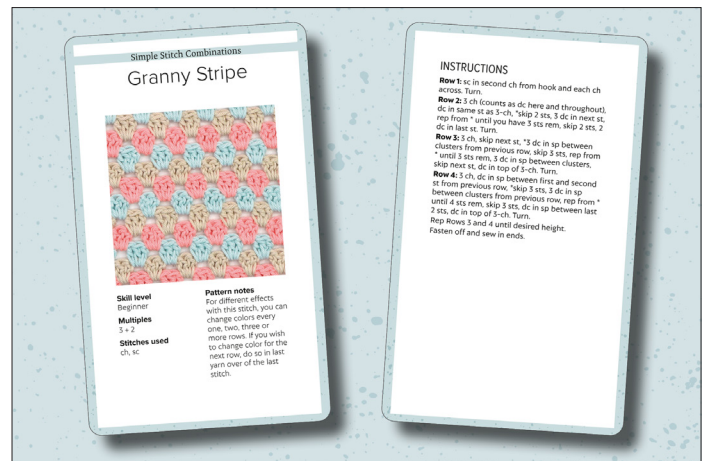 Simple Stitch Combinations
Granny Stripe
Skill level
Beginner
Multiples
3 + 2
Stitches used
ch, sc
Pattern notes
For different effects
with this stitch, you can
change colors every
one, two, three or
more rows. If you wish
to change color for the
next row, do so in last
yarn over of the last
stitch.
INSTRUCTIONS
Row 1: sc in second ch from hook and each ch
across. Turn.
Row 2: 3 ch (counts as dc here and throughout),
dc in same st as 3-ch, *skip 2 sts, 3 dc in next st,
rep from * until you have 3 sts rem, skip 2 sts, 2
dc in last st. Turn.
Row 3: 3 ch, skip next st, *3 dc in sp between
clusters from previous row, skip 3 sts, rep from
* until 3 sts rem, 3 dc in sp between clusters,
skip next st, dc in top of 3-ch. Turn.
Row 4: 3 ch, dc in sp between first and second
st from previous row, *skip 3 sts, 3 dc in sp
between clusters from previous row, rep from *
until 4 sts rem, skip 3 sts, dc in sp between last
2 sts, dc in top of 3-ch. Turn.
Rep Rows 3 and 4 until desired height.
Fasten off and sew in ends.